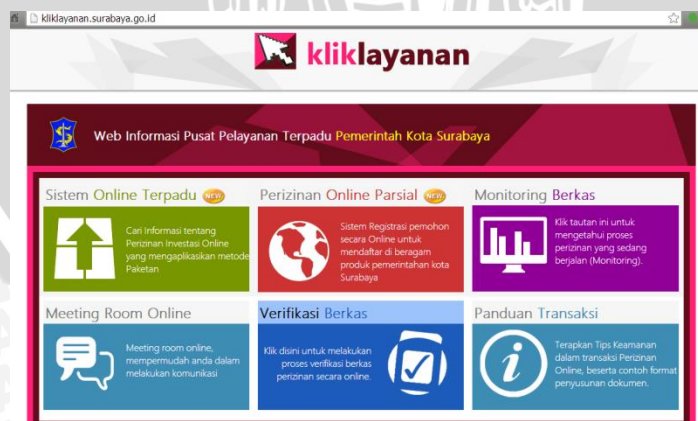 kliklayanan.surabaya.go.id
kliklayanan
Web Informasi Pusat Pelayanan Terpadu Pemerintah Kota Surabaya
Sistem Online Terpadu NEW
Cari Informasi tentang
Perizinan Investasi Online
yang mengaplikasikan metode
Paketan
Perizinan Online Parsial NEW
Sistem Registrasi pemohon
secara Online untuk
mendaftar di beragam
produk pemerintahan kota
Surabaya
Monitoring Berkas
Klik tautan ini untuk
mengetahui proses
perizinan yang sedang
berjalan (Monitoring).
Meeting Room Online
Meeting room online,
mempermudah anda dalam
melakukan komunikasi
Verifikasi Berkas
Klik disini untuk melakukan
proses verifikasi berkas
perizinan secara online.
Panduan Transaksi
i
Terapkan Tips Keamanan
dalam transaksi Perizinan
Online, beserta contoh format
penyusunan dokumen.